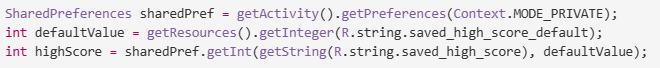 SharedPreferences sharedPref = getActivity().getPreferences(Context.MODE_PRIVATE);
int defaultValue = getResources().getInteger(R.string.saved_high_score_default);
int highScore = sharedPref.getInt(getString(R.string.saved_high_score), defaultValue);